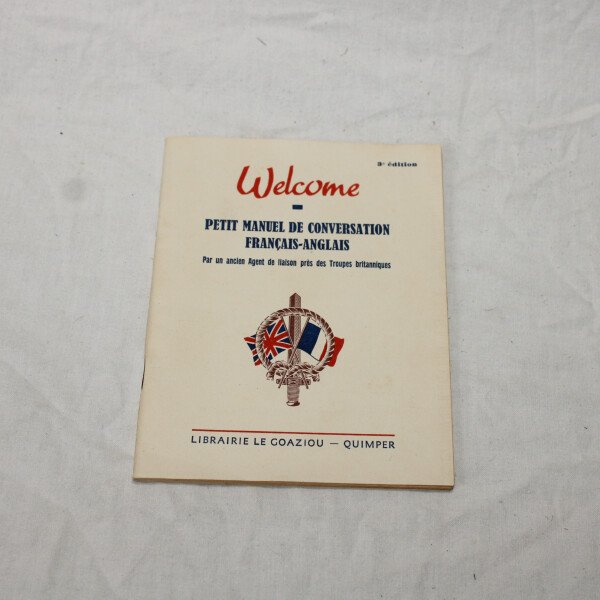 3e édition
Welcome
PETIT MANUEL DE CONVERSATION
FRANÇAIS-ANGLAIS
Par un ancien Agent de liaison près des Troupes britanniques
LIBRAIRIE LE GOAZIOU — QUIMPER